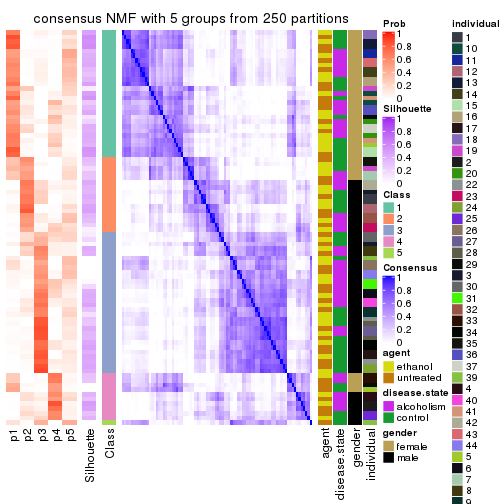 consensus NMF with 5 groups from 250 partitions
Prob
0.8
0.6
0.4
0.2
0
Silhouette
1
0.8
0.6
0.4
0.2
0
Class
1
2
3
4
5
Consensus
1
0.8
0.6
0.4
0.2
0
agent
ethanol
untreated
disease.state
alcoholism
control
gender
female
male
individual
1
10
11
12
13
14
15
16
17
18
19
2
20
22
23
24
25
26
27
28
29
3
30
31
32
33
34
35
36
37
39
4
40
41
42
43
44
5
6
7
8
9
p1
p2
p3
p4
p5
Silhouette
Class
agent
disease.state
gender
individual